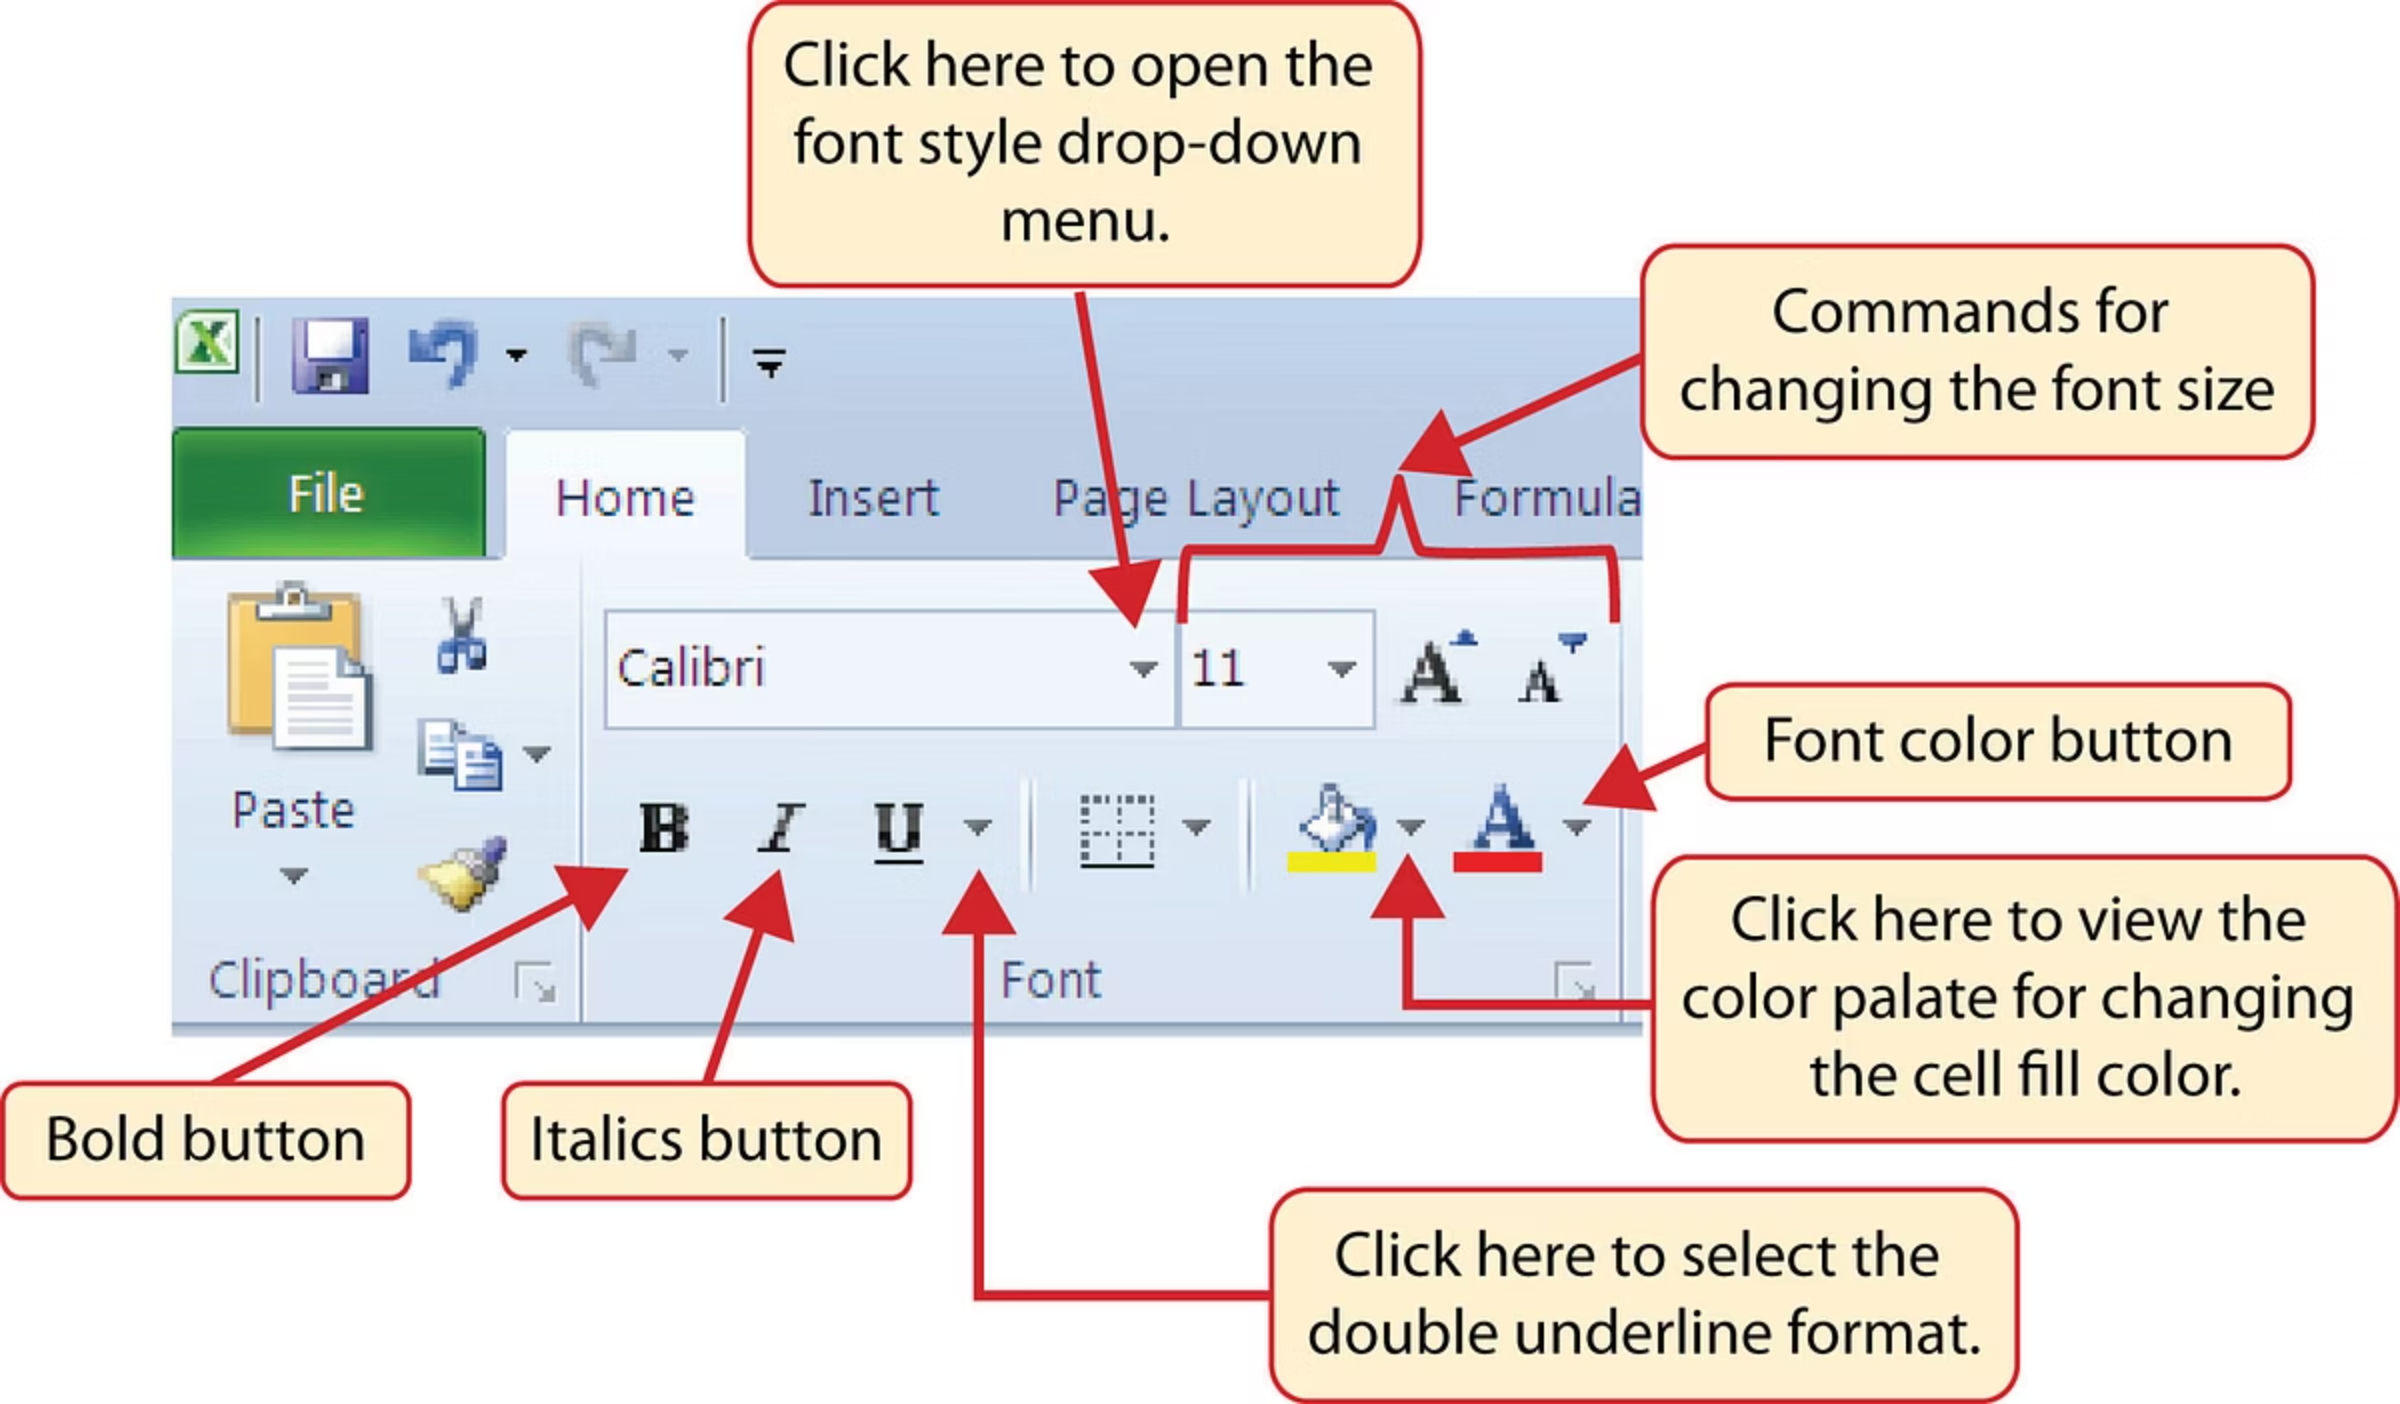 Click here to open the
font style drop-down
menu.
Commands for
changing the font size
File
Home
Insert
Page Layout
Formula
Calibri
11
A
A
Font color button
Paste
B
I
U
A
Click here to view the
color palate for changing
the cell fill color.
Clipboard
Font
Bold button
Italics button
Click here to select the
double underline format.